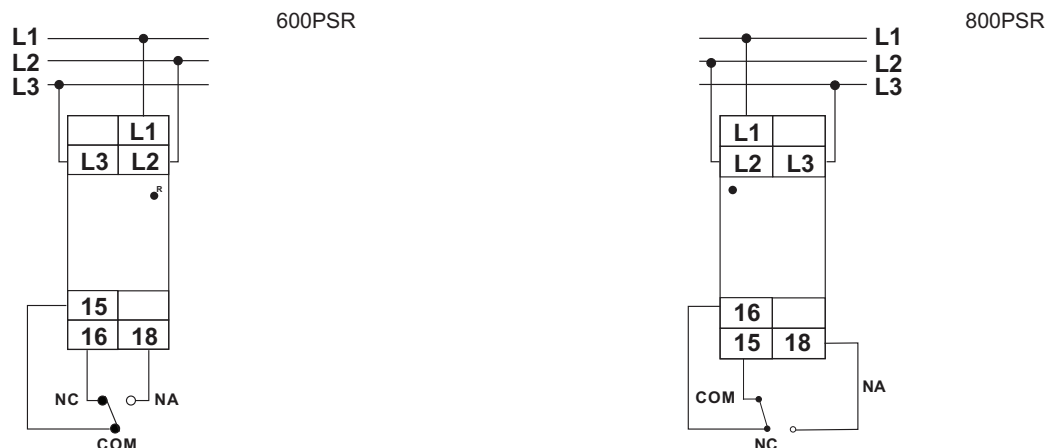 600PSR
L1
L2
L3
L1
L3 L2
R
15
16 18
NC NA
COM
800PSR
L1
L2
L3
L1
L2 L3
16
15 18
NA
COM
NC